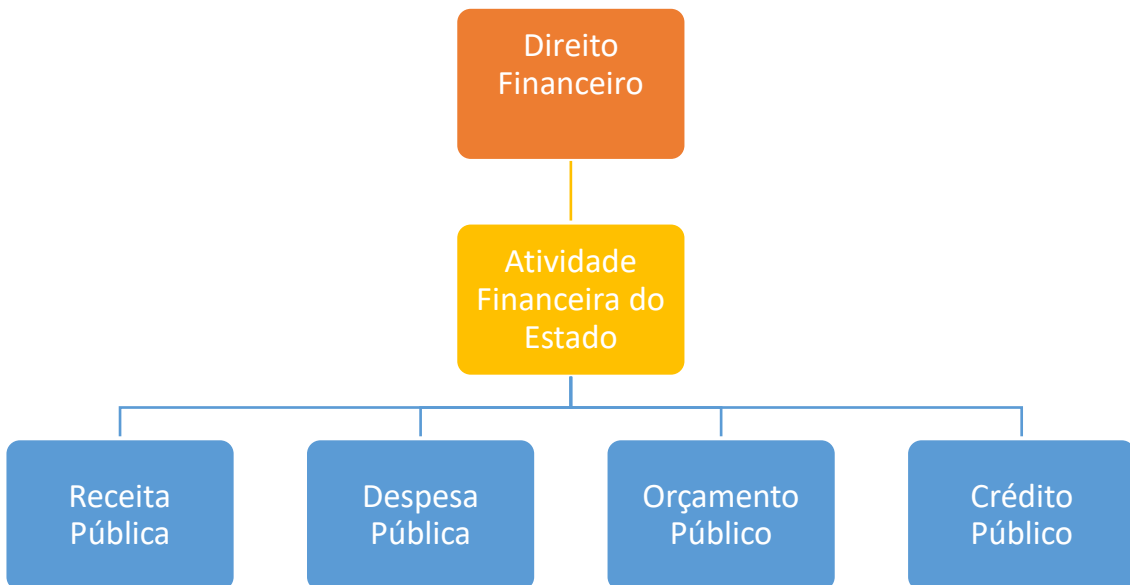 Direito
Financeiro
Atividade
Financeira do
Estado
Receita
Pública
Despesa
Pública
Orçamento
Público
Crédito
Público